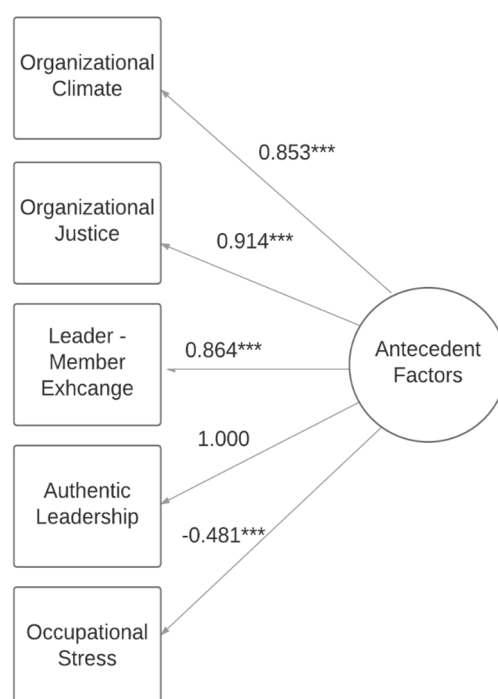 Organizational
Climate
0.853***
Organizational
Justice
0.914***
Leader -
Member
Exhcange
0.864***
Antecedent
Factors
1.000
Authentic
Leadership
-0.481***
Occupational
Stress